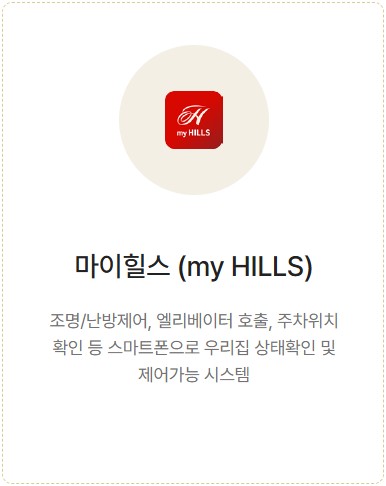 H
my HILLS
마이힐스 (my HILLS)
조명/난방제어, 엘리베이터 호출, 주차위치
확인 등 스마트폰으로 우리집 상태확인 및
제어가능 시스템